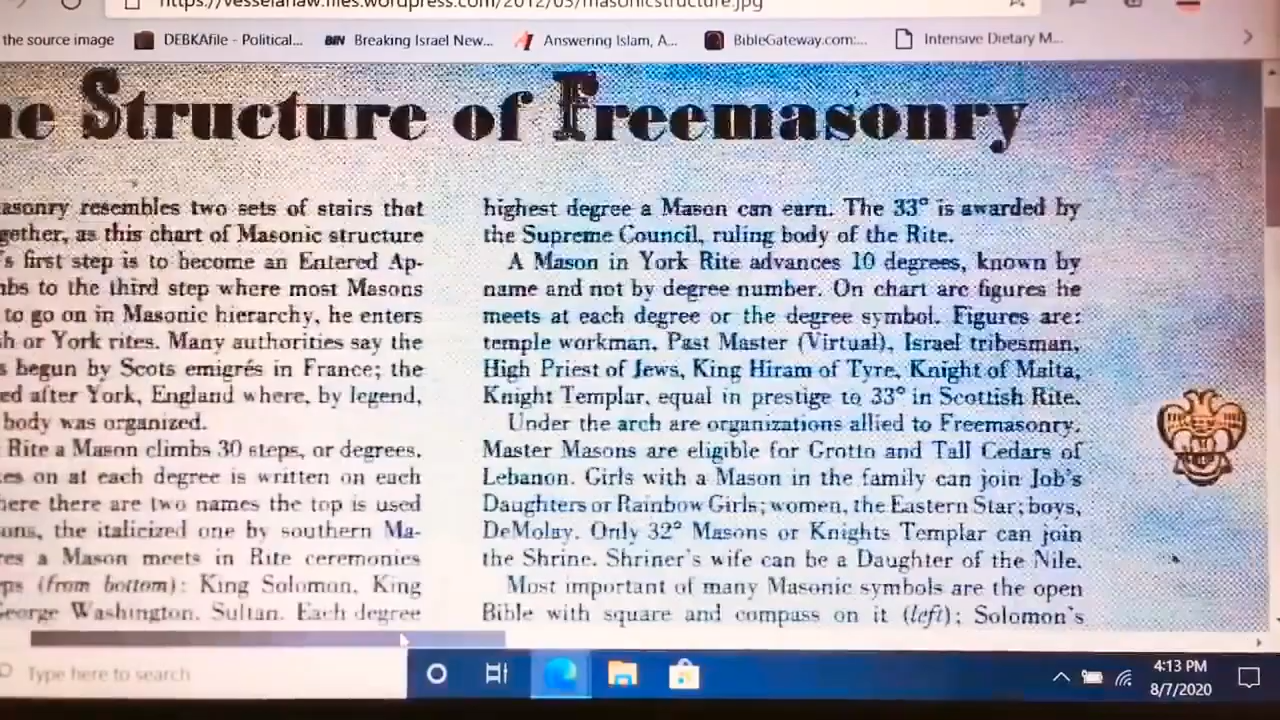 https://vesselanaw.files.wordpress.com/2012/03/masonicstructure.jpg
the source image
DEBKAfile - Political...
BIN Breaking Israel New...
Answering Islam, A...
BibleGateway.com:...
Intensive Dietary M...
he Structure of Freemasonry
asonry resembles two sets of stairs that
gether, as this chart of Masonic structure
's first step is to become an Entered Ap-
mbs to the third step where most Masons
to go on in Masonic hierarchy, he enters
sh or York rites. Many authorities say the
s begun by Scots emigrés in France; the
ed after York, England where, by legend,
body was organized.
Rite a Mason climbs 30 steps, or degrees.
es on at each degree is written on each
here there are two names the top is used
ons, the italicized one by southern Ma-
res a Mason meets in Rite ceremonies
ps (from bottom): King Solomon, King
George Washington, Sultan. Each degree
highest degree a Mason can earn. The 33° is awarded by
the Supreme Council, ruling body of the Rite.
A Mason in York Rite advances 10 degrees, known by
name and not by degree number. On chart are figures he
meets at each degree or the degree symbol. Figures are:
temple workman, Past Master (Virtual), Israel tribesman,
High Priest of Jews, King Hiram of Tyre, Knight of Malta,
Knight Templar, equal in prestige to 33° in Scottish Rite.
Under the arch are organizations allied to Freemasonry.
Master Masons are eligible for Grotto and Tall Cedars of
Lebanon. Girls with a Mason in the family can join Job's
Daughters or Rainbow Girls; women, the Eastern Star; boys,
DeMolay. Only 32° Masons or Knights Templar can join
the Shrine. Shriner's wife can be a Daughter of the Nile.
Most important of many Masonic symbols are the open
Bible with square and compass on it (left); Solomon's
Type here to search
4:13 PM
8/7/2020